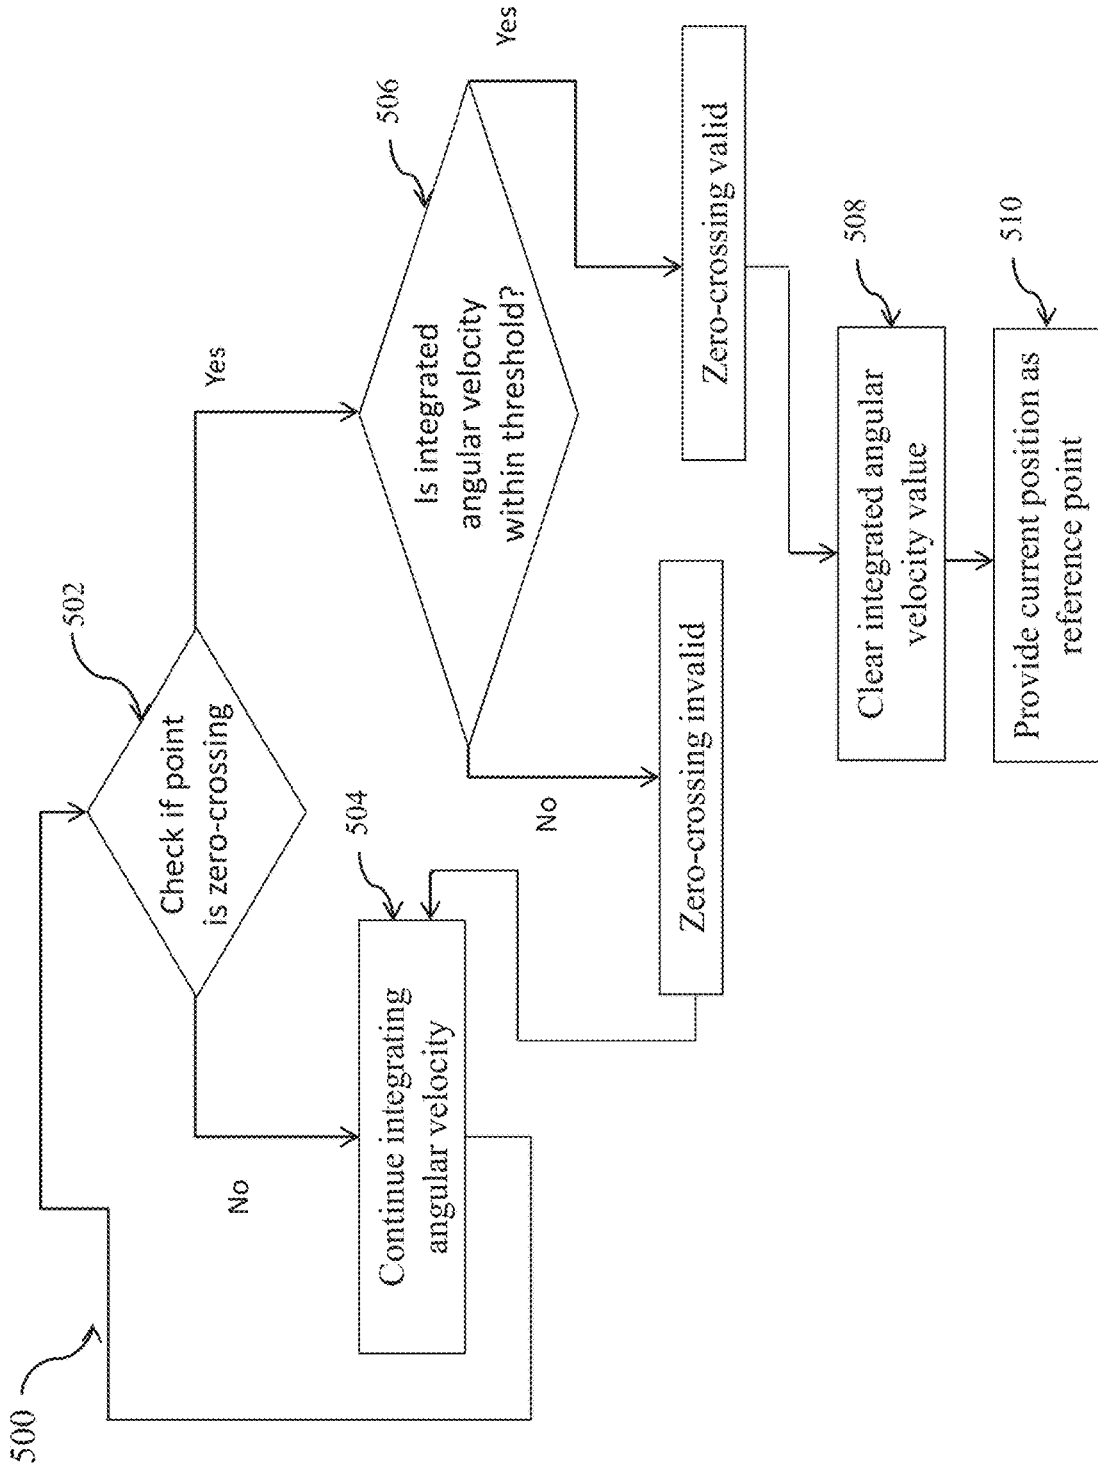 500
502
Check if point
is zero-crossing
No
Yes
504
Continue integrating
angular velocity
506
Is integrated
angular velocity
within threshold?
No
Yes
Zero-crossing invalid
Zero-crossing valid
508
Clear integrated angular
velocity value
510
Provide current position as
reference point